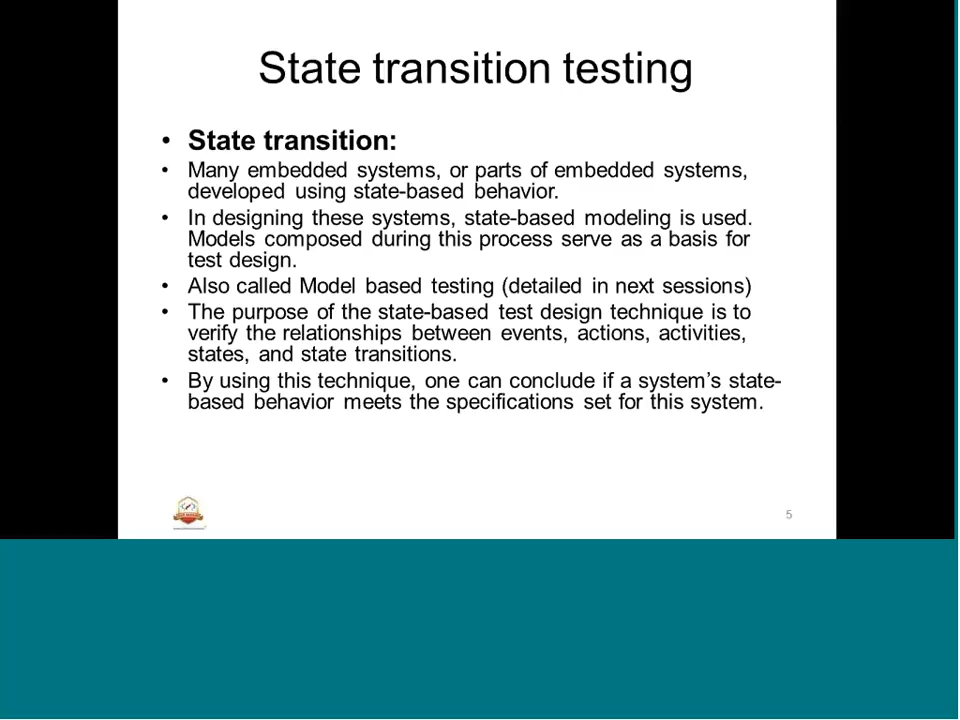 State transition testing
• State transition:
• Many embedded systems, or parts of embedded systems,
developed using state-based behavior.
• In designing these systems, state-based modeling is used.
Models composed during this process serve as a basis for
test design.
• Also called Model based testing (detailed in next sessions)
• The purpose of the state-based test design technique is to
verify the relationships between events, actions, activities,
states, and state transitions.
• By using this technique, one can conclude if a system’s state-
based behavior meets the specifications set for this system.
5